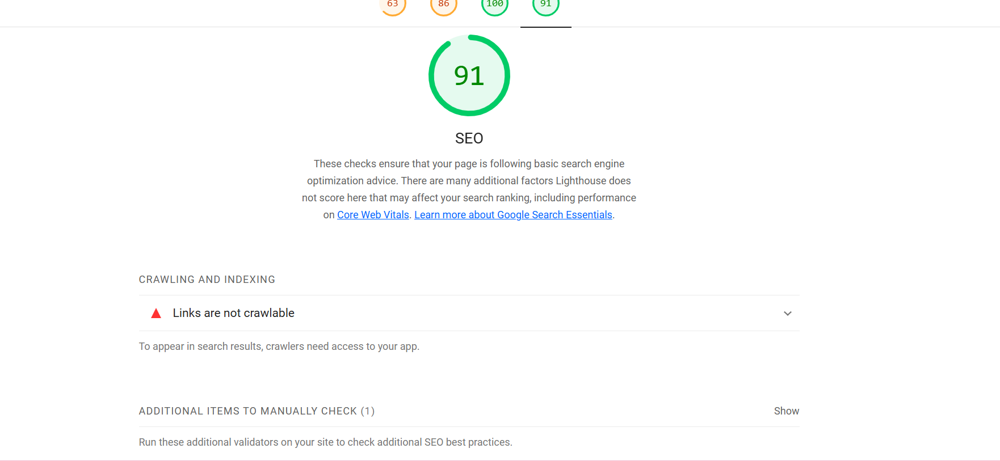 63 86 100 91
91
SEO
These checks ensure that your page is following basic search engine
optimization advice. There are many additional factors Lighthouse does
not score here that may affect your search ranking, including performance
on Core Web Vitals. Learn more about Google Search Essentials.
CRAWLING AND INDEXING
Links are not crawlable
To appear in search results, crawlers need access to your app.
ADDITIONAL ITEMS TO MANUALLY CHECK (1) Show
Run these additional validators on your site to check additional SEO best practices.